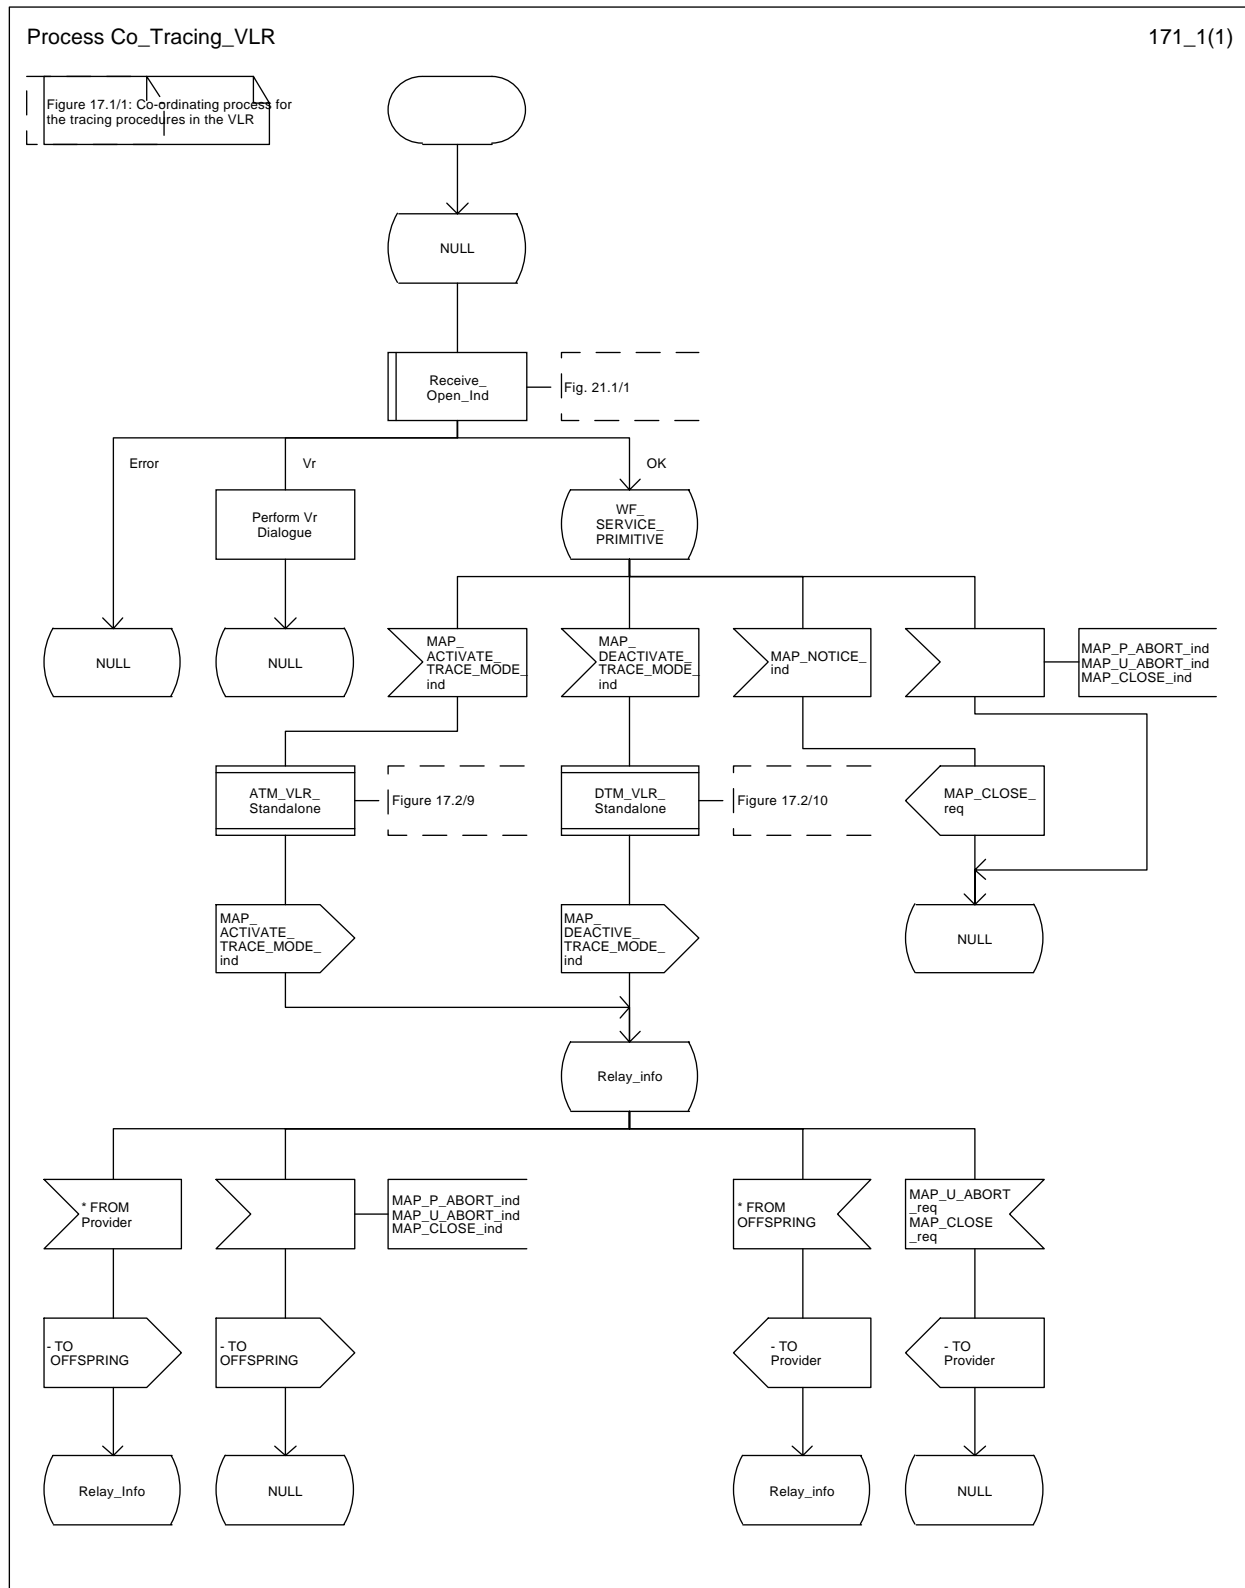 Process Co_Tracing_VLR
171_1(1)
Figure 17.1/1: Co-ordinating process for
the tracing procedures in the VLR
NULL
Receive_
Open_Ind
Fig. 21.1/1
Error
Vr
OK
Perform Vr
Dialogue
WF_
SERVICE_
PRIMITIVE
NULL
NULL
MAP_
ACTIVATE_
TRACE_MODE_
ind
MAP_
DEACTIVATE_
TRACE_MODE_
ind
MAP_NOTICE_
ind
MAP_P_ABORT_ind
MAP_U_ABORT_ind
MAP_CLOSE_ind
ATM_VLR_
Standalone
Figure 17.2/9
DTM_VLR_
Standalone
Figure 17.2/10
MAP_CLOSE_
req
MAP_
ACTIVATE_
TRACE_MODE_
ind
MAP_
DEACTIVE_
TRACE_MODE_
ind
NULL
Relay_info
* FROM
Provider
MAP_P_ABORT_ind
MAP_U_ABORT_ind
MAP_CLOSE_ind
* FROM
OFFSPRING
MAP_U_ABORT
_req
MAP_CLOSE
_req
- TO
OFFSPRING
- TO
OFFSPRING
- TO
Provider
- TO
Provider
Relay_Info
NULL
Relay_info
NULL